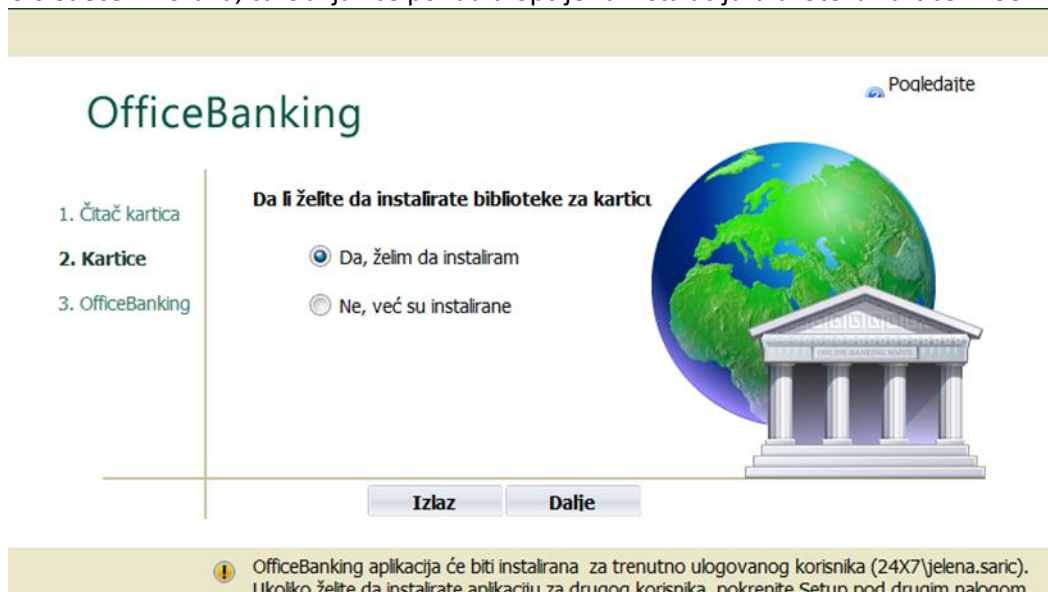 Pogledajte
OfficeBanking
Da li želite da instalirate biblioteke za karticu
1. Čitač kartica
2. Kartice
3. OfficeBanking
Da, želim da instaliram
Ne, već su instalirane
ONLINE BANKING MMVII
Izlaz Dalje
OfficeBanking aplikacija će biti instalirana za trenutno ulogovanog korisnika (24X7\jelena.saric).
Ukoliko želite da instalirate aplikaciju za drugog korisnika, pokrenite Setup pod drugim nalogom